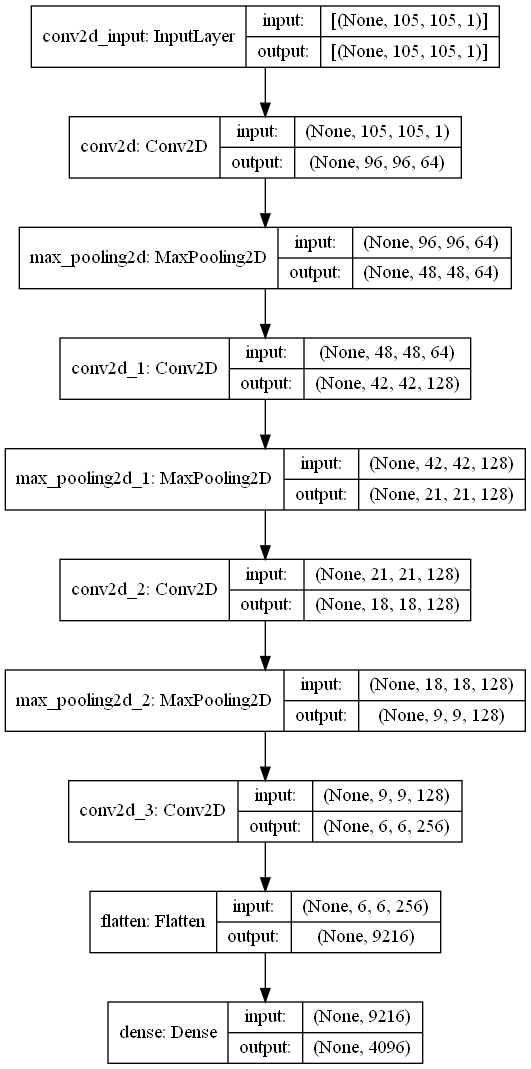 conv2d_input: InputLayer
input: [(None, 105, 105, 1)]
output: [(None, 105, 105, 1)]
conv2d: Conv2D
input: (None, 105, 105, 1)
output: (None, 96, 96, 64)
max_pooling2d: MaxPooling2D
input: (None, 96, 96, 64)
output: (None, 48, 48, 64)
conv2d_1: Conv2D
input: (None, 48, 48, 64)
output: (None, 42, 42, 128)
max_pooling2d_1: MaxPooling2D
input: (None, 42, 42, 128)
output: (None, 21, 21, 128)
conv2d_2: Conv2D
input: (None, 21, 21, 128)
output: (None, 18, 18, 128)
max_pooling2d_2: MaxPooling2D
input: (None, 18, 18, 128)
output: (None, 9, 9, 128)
conv2d_3: Conv2D
input: (None, 9, 9, 128)
output: (None, 6, 6, 256)
flatten: Flatten
input: (None, 6, 6, 256)
output: (None, 9216)
dense: Dense
input: (None, 9216)
output: (None, 4096)